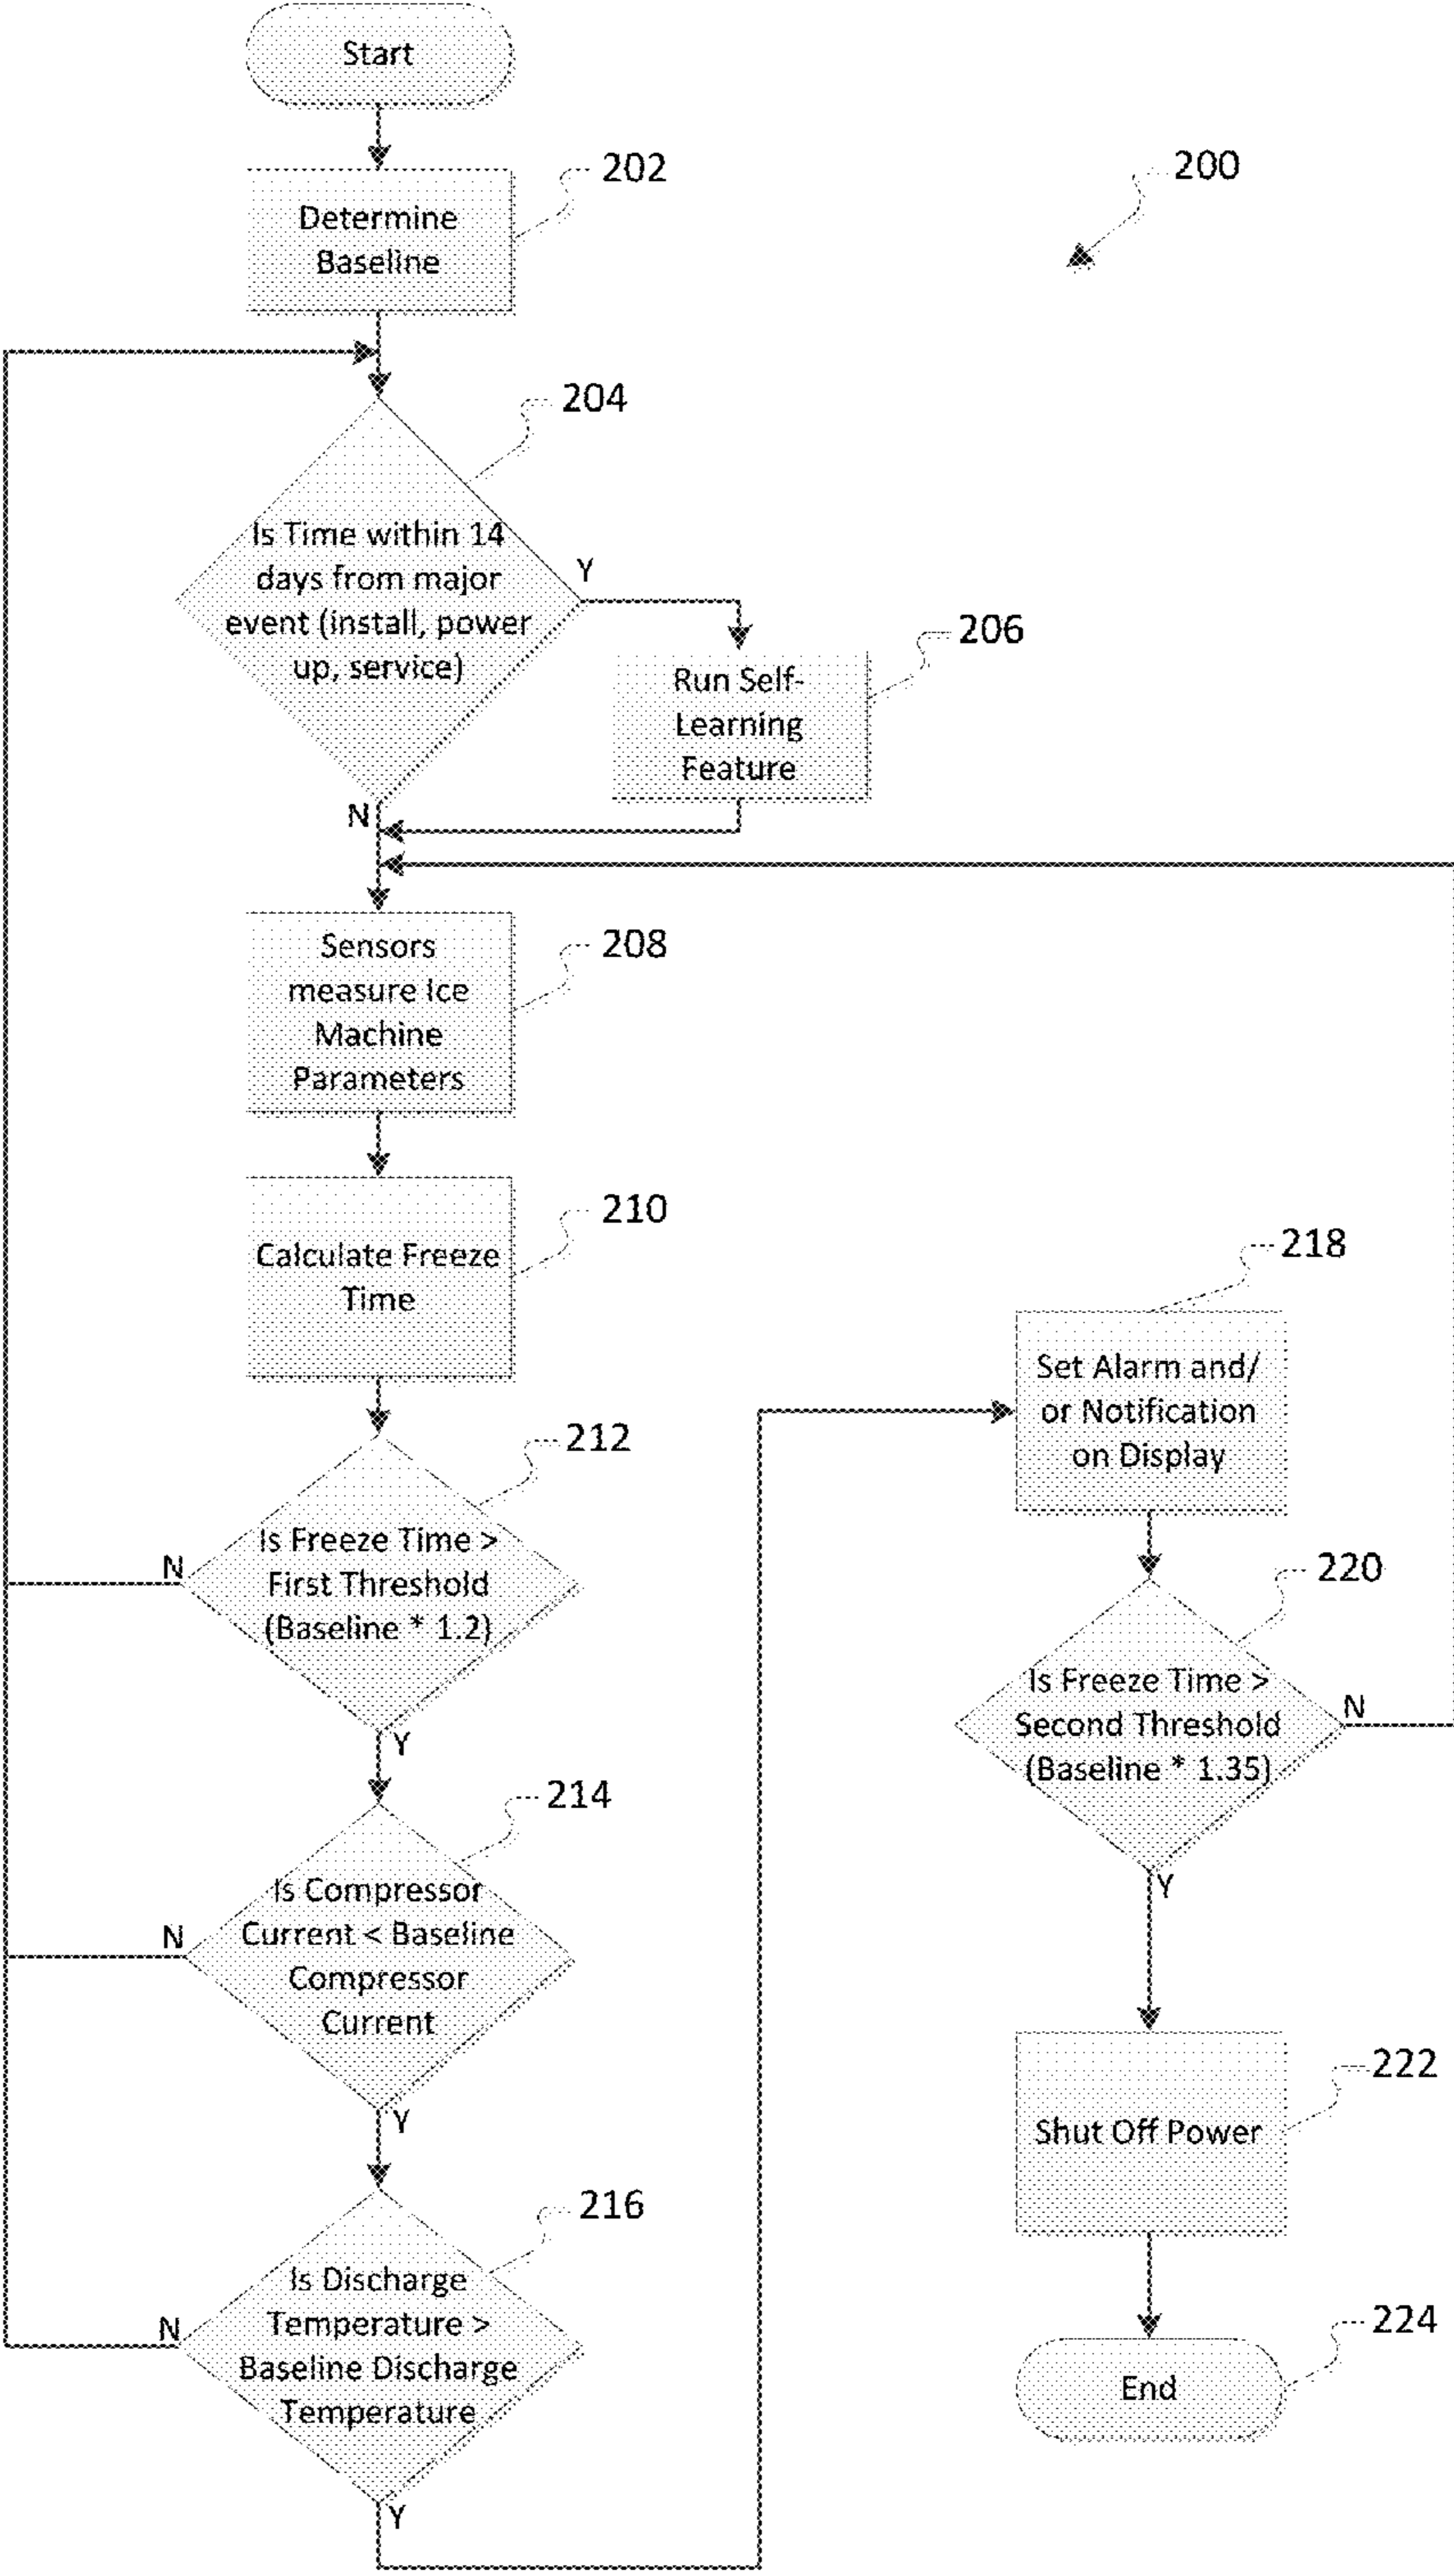 Start
202
200
Determine
Baseline
204
Is Time within 14
days from major
event (install, power
up, service)
Y
206
Run Self-
Learning
Feature
N
208
Sensors
measure Ice
Machine
Parameters
210
Calculate Freeze
Time
212
Is Freeze Time >
First Threshold
(Baseline * 1.2)
N
Y
214
Is Compressor
Current < Baseline
Compressor
Current
N
Y
216
Is Discharge
Temperature >
Baseline Discharge
Temperature
N
Y
218
Set Alarm and/
or Notification
on Display
220
Is Freeze Time >
Second Threshold
(Baseline * 1.35)
N
Y
222
Shut Off Power
224
End